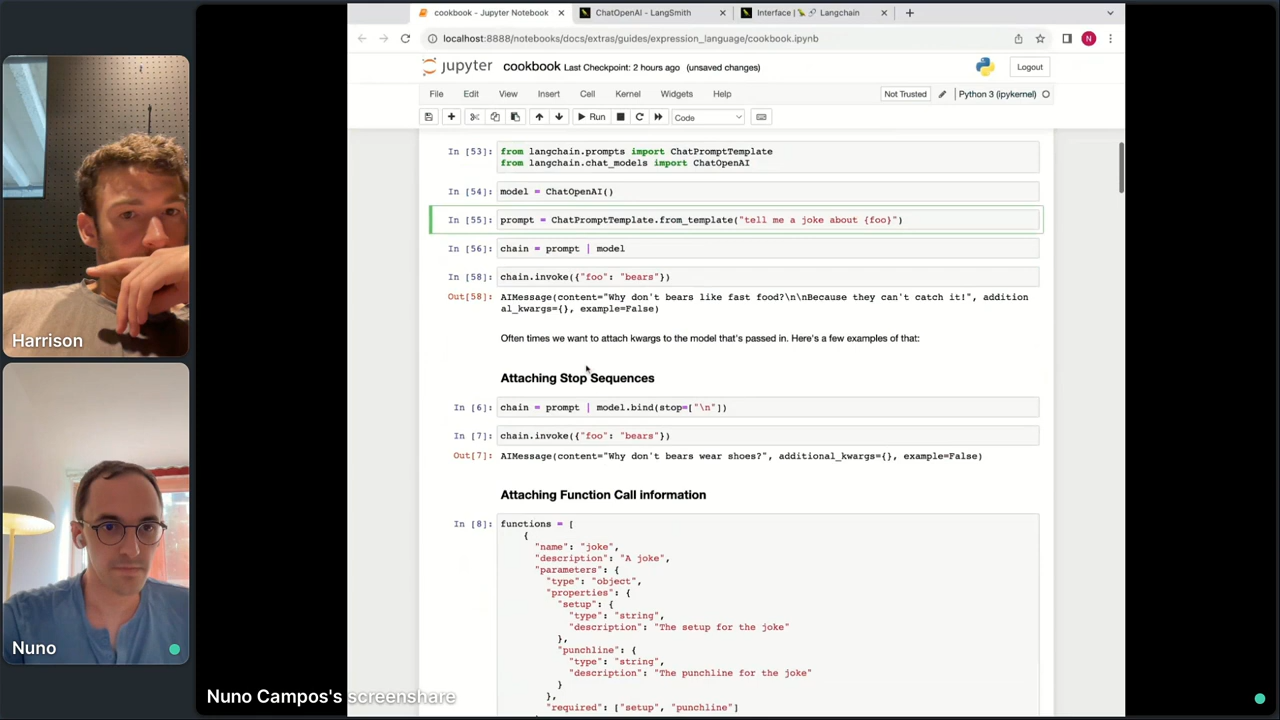 cookbook - Jupyter Notebook
ChatOpenAI - LangSmith
Interface | 🦜️🔗 Langchain
localhost:8888/notebooks/docs/extras/guides/expression_language/cookbook.ipynb
N
jupyter cookbook Last Checkpoint: 2 hours ago (unsaved changes)
Logout
File Edit View Insert Cell Kernel Widgets Help
Not Trusted
Python 3 (ipykernel)
Run
Code
In [53]: from langchain.prompts import ChatPromptTemplate
from langchain.chat_models import ChatOpenAI
In [54]: model = ChatOpenAI()
In [55]: prompt = ChatPromptTemplate.from_template("tell me a joke about {foo}")
In [56]: chain = prompt | model
In [58]: chain.invoke({"foo": "bears"})
Out[58]: AIMessage(content="Why don't bears like fast food?\n\nBecause they can't catch it!", addition
al_kwargs={}, example=False)
Often times we want to attach kwargs to the model that's passed in. Here's a few examples of that:
Attaching Stop Sequences
In [6]: chain = prompt | model.bind(stop=["\n"])
In [7]: chain.invoke({"foo": "bears"})
Out[7]: AIMessage(content="Why don't bears wear shoes?", additional_kwargs={}, example=False)
Attaching Function Call information
In [8]: functions = [
{
"name": "joke",
"description": "A joke",
"parameters": {
"type": "object",
"properties": {
"setup": {
"type": "string",
"description": "The setup for the joke"
},
"punchline": {
"type": "string",
"description": "The punchline for the joke"
}
},
"required": ["setup", "punchline"]
Harrison
Nuno
Nuno Campos's screenshare